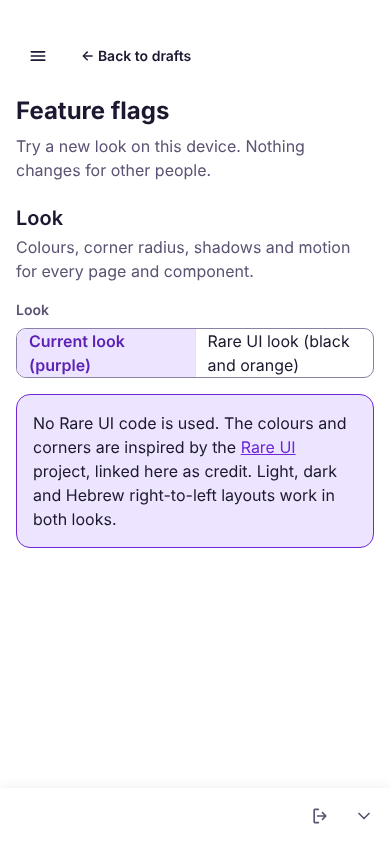 ← Back to drafts
Feature flags
Try a new look on this device. Nothing
changes for other people.
Look
Colours, corner radius, shadows and motion
for every page and component.
Look
Current look
(purple)
Rare UI look (black
and orange)
No Rare UI code is used. The colours and
corners are inspired by the Rare UI
project, linked here as credit. Light, dark
and Hebrew right-to-left layouts work in
both looks.